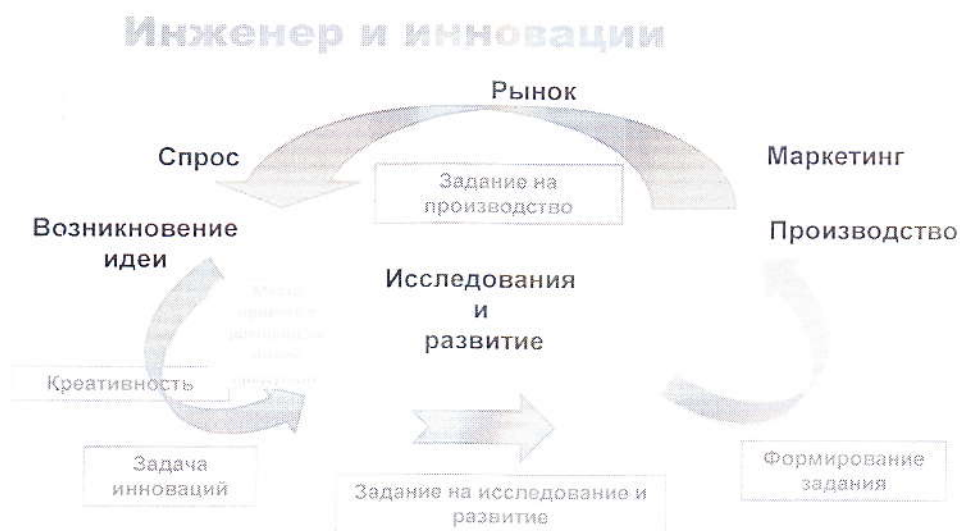 Инженер и инновации
Рынок
Спрос
Маркетинг
Задание на
производство
Возникновение
идеи
Производство
Исследования
и
развитие
Креативность
Задача
инноваций
Задание на исследование и
развитие
Формирование
задания